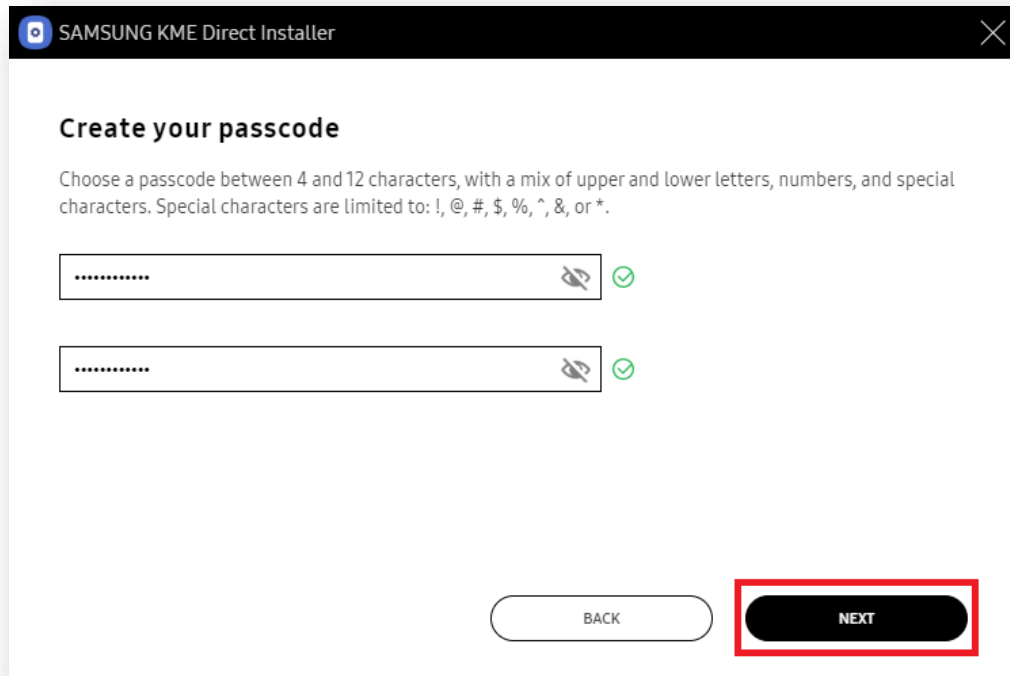 SAMSUNG KME Direct Installer
Create your passcode
Choose a passcode between 4 and 12 characters, with a mix of upper and lower letters, numbers, and special
characters. Special characters are limited to: !, @, #, $, %, ^, &, or *.
••••••••••••
••••••••••••
BACK
NEXT